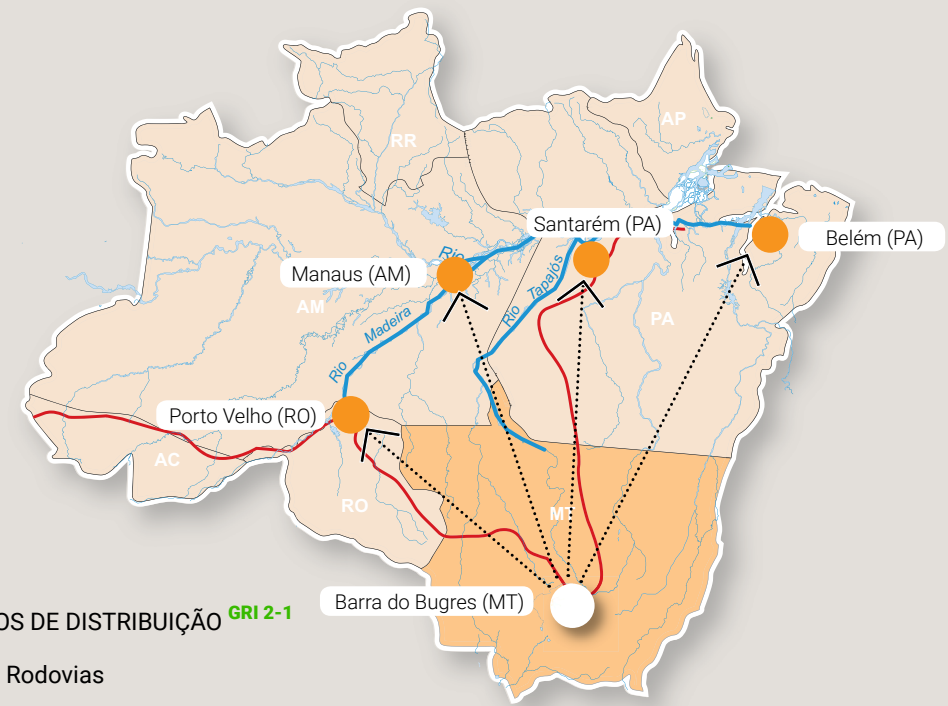 RR
AP
Santarém (PA)
Belém (PA)
Rio
Manaus (AM)
Rio Tapajós
AM
Madeira
PA
Rio
Porto Velho (RO)
AC
RO
MT
Barra do Bugres (MT)
OS DE DISTRIBUIÇÃO GRI 2-1
Rodovias